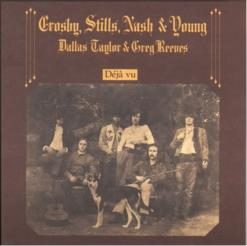 Crosby, Stills, Nash & Young
Dallas Taylor & Greg Reeves
Déjà vu